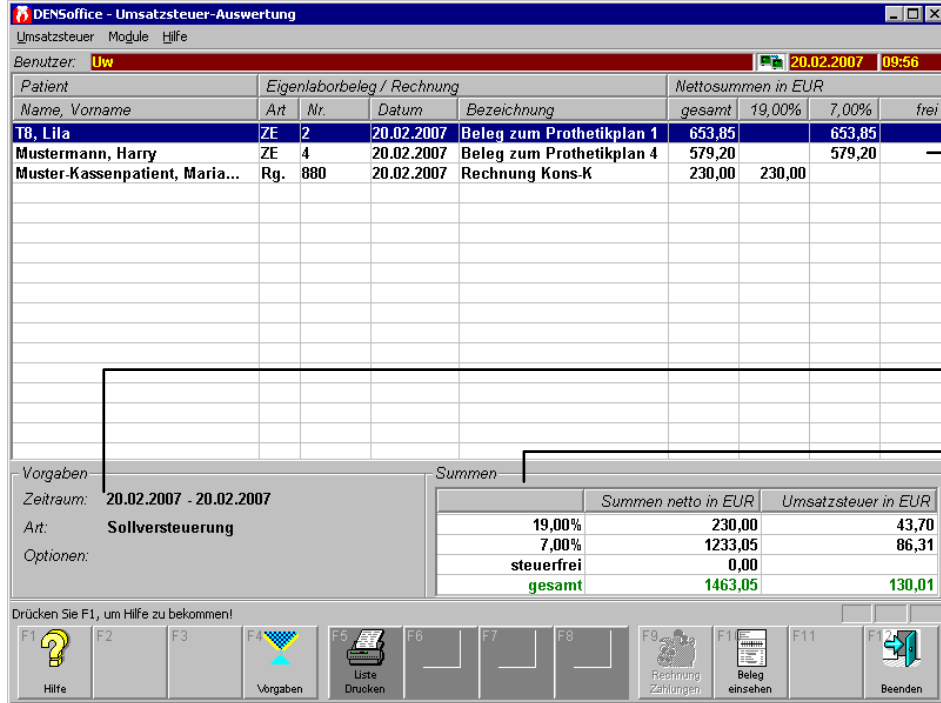 DENSoffice - Umsatzsteuer-Auswertung
Umsatzsteuer Module Hilfe
Benutzer: Uw 20.02.2007 09:56
Patient Eigenlaborbeleg / Rechnung Nettosummen in EUR
Name, Vorname Art Nr. Datum Bezeichnung gesamt 19,00% 7,00% frei
T8, Lila ZE 2 20.02.2007 Beleg zum Prothetikplan 1 653,85 653,85
Mustermann, Harry ZE 4 20.02.2007 Beleg zum Prothetikplan 4 579,20 579,20
Muster-Kassenpatient, Maria... Rg. 880 20.02.2007 Rechnung Kons-K 230,00 230,00
Vorgaben
Zeitraum: 20.02.2007 - 20.02.2007
Art: Sollversteuerung
Optionen:
Summen
Summen netto in EUR Umsatzsteuer in EUR
19,00% 230,00 43,70
7,00% 1233,05 86,31
steuerfrei 0,00
gesamt 1463,05 130,01
Drücken Sie F1, um Hilfe zu bekommen!
F1 F2 F3 F4 F5 F6 F7 F8 F9 F10 F11 F12
Hilfe Vorgaben Liste Drucken Rechnung Zahlungen Beleg einsehen Beenden